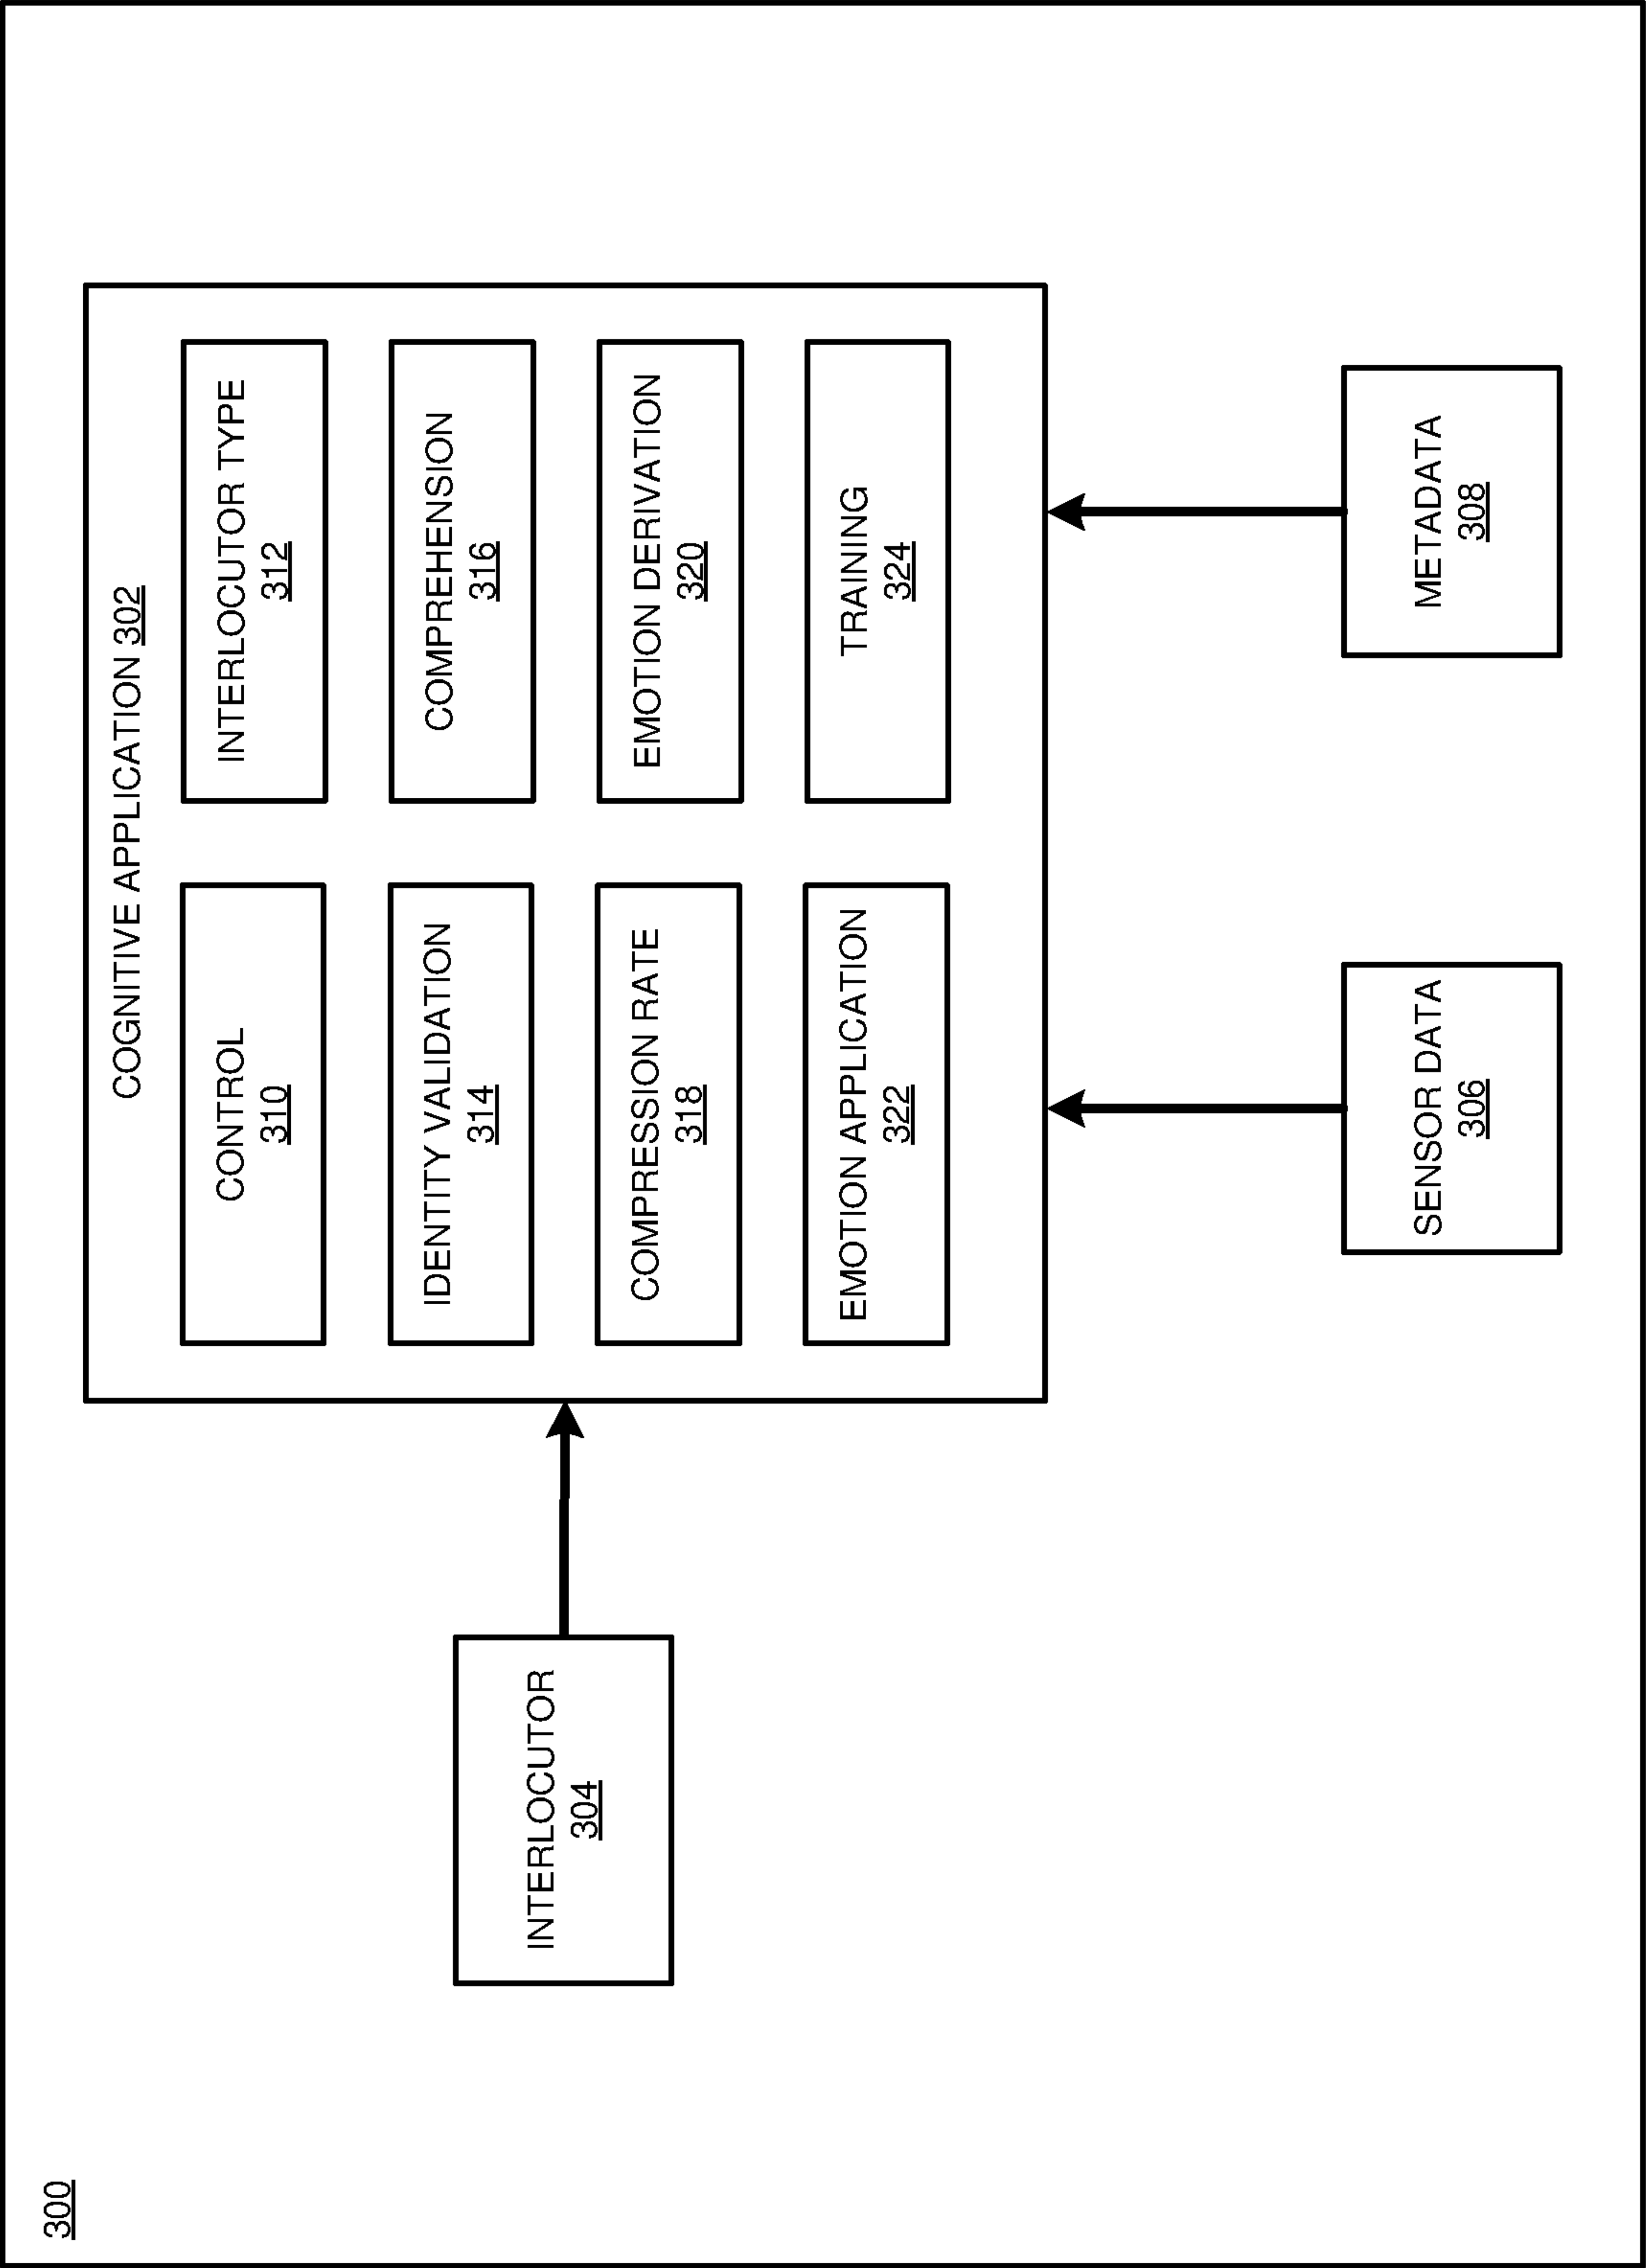 300
COGNITIVE APPLICATION 302
CONTROL
310
INTERLOCUTOR TYPE
312
IDENTITY VALIDATION
314
COMPREHENSION
316
COMPRESSION RATE
318
EMOTION DERIVATION
320
EMOTION APPLICATION
322
TRAINING
324
INTERLOCUTOR
304
SENSOR DATA
306
METADATA
308